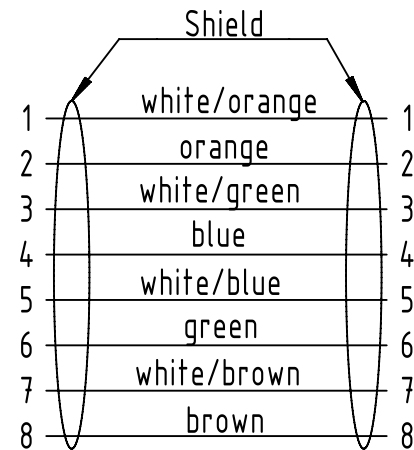 Shield
1 white/orange 1
2 orange 2
3 white/green 3
4 blue 4
5 white/blue 5
6 green 6
7 white/brown 7
8 brown 8